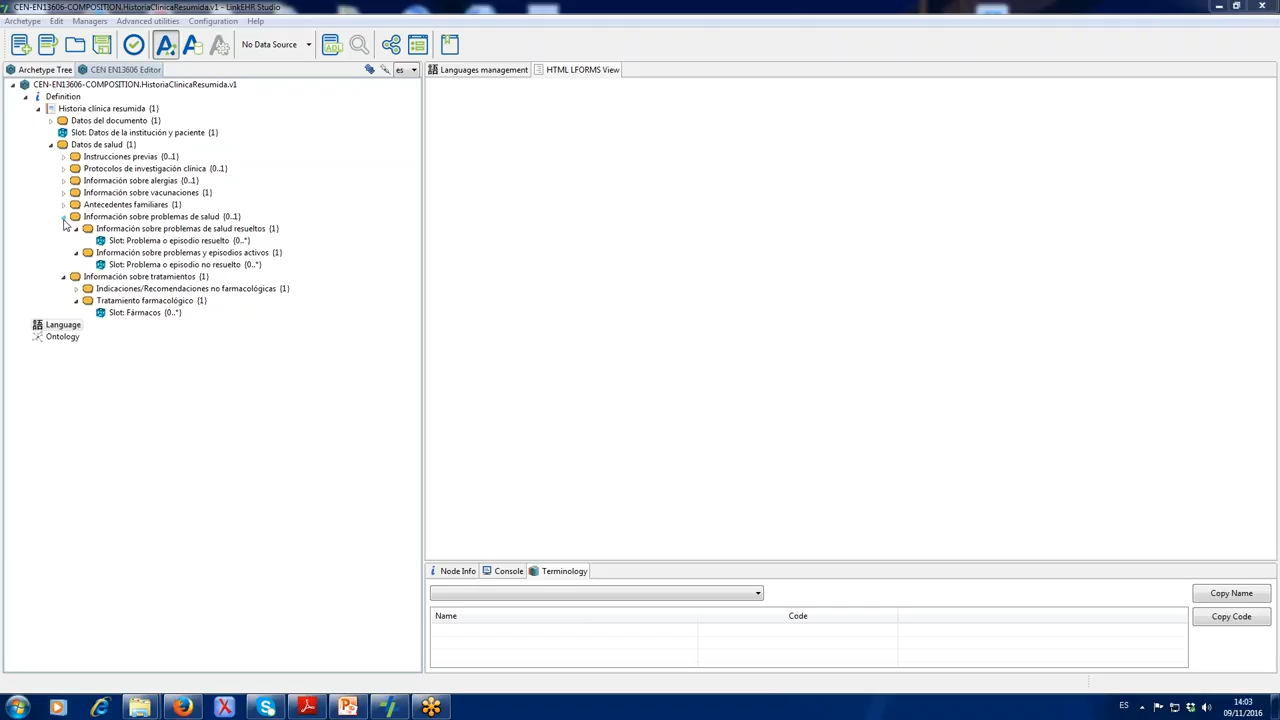 CEN-EN13606-COMPOSITION.HistoriaClinicaResumida.v1 - LinkEHR Studio
Archetype Edit Managers Advanced utilities Configuration Help
ADL No Data Source ADL
Archetype Tree CEN EN13606 Editor es Languages management HTML LFORMS View
CEN-EN13606-COMPOSITION.HistoriaClinicaResumida.v1
Definition
Historia clínica resumida {1}
Datos del documento {1}
Slot: Datos de la institución y paciente {1}
Datos de salud {1}
Instrucciones previas {0..1}
Protocolos de investigación clínica {0..1}
Información sobre alergias {0..1}
Información sobre vacunaciones {1}
Antecedentes familiares {1}
Información sobre problemas de salud {0..1}
Información sobre problemas de salud resueltos {1}
Slot: Problema o episodio resuelto {0..*}
Información sobre problemas y episodios activos {1}
Slot: Problema o episodio no resuelto {0..*}
Información sobre tratamientos {1}
Indicaciones/Recomendaciones no farmacológicas {1}
Tratamiento farmacológico {1}
Slot: Fármacos {0..*}
語 Language
Ontology
Node Info Console Terminology
Copy Name
Name Code
Copy Code
ES 14:03
09/11/2016